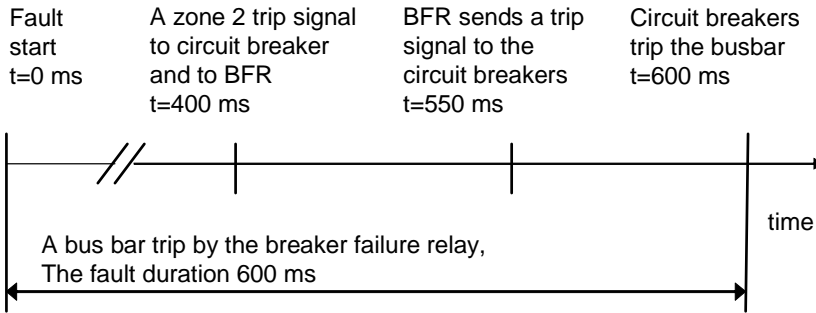 Fault
start
t=0 ms
A zone 2 trip signal
to circuit breaker
and to BFR
t=400 ms
BFR sends a trip
signal to the
circuit breakers
t=550 ms
Circuit breakers
trip the busbar
t=600 ms
time
A bus bar trip by the breaker failure relay,
The fault duration 600 ms